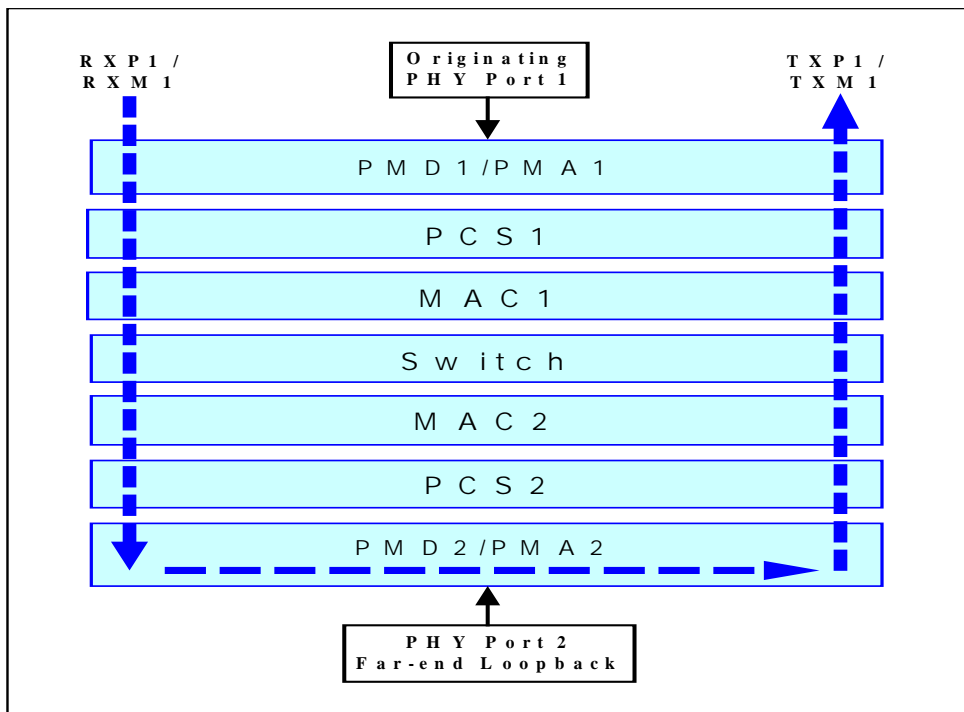 RXP1 /
RXM1
Originating
PHY Port 1
TXP1 /
TXM1
PMD1/PMA1
PCS1
MAC1
Switch
MAC2
PCS2
PMD2/PMA2
PHY Port 2
Far-end Loopback